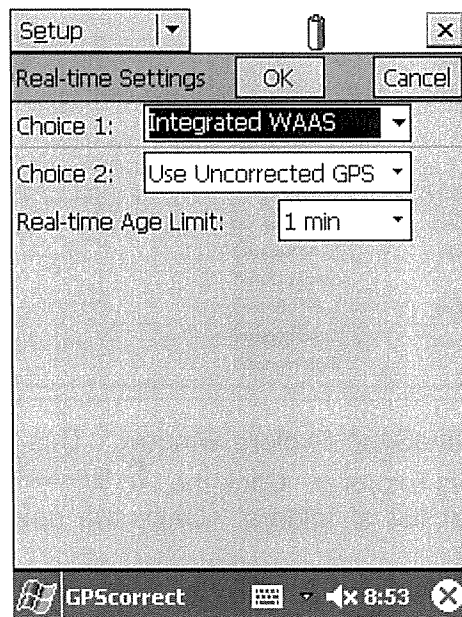 Setup
Real-time Settings OK Cancel
Choice 1: Integrated WAAS
Choice 2: Use Uncorrected GPS
Real-time Age Limit: 1 min
GPScorrect 8:53